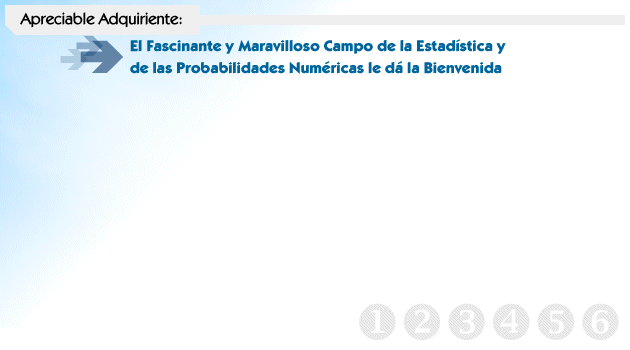 Apreciable Adquiriente:
El Fascinante y Maravilloso Campo de la Estadística y
de las Probabilidades Numéricas le dá la Bienvenida
1 2 3 4 5 6